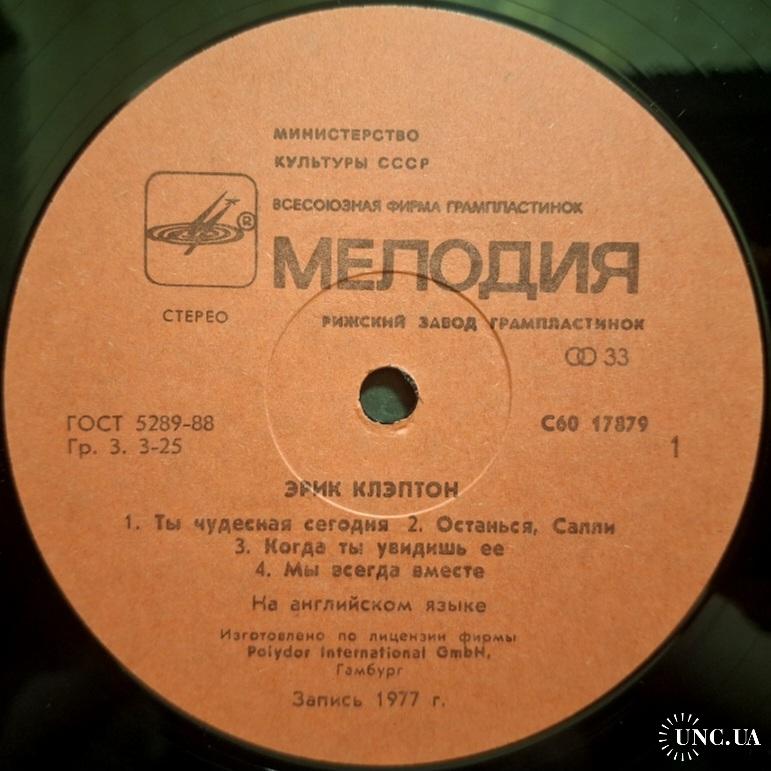 МИНИСТЕРСТВО
КУЛЬТУРЫ СССР
ВСЕСОЮЗНАЯ ФИРМА ГРАМПЛАСТИНОК
®
МЕЛОДИЯ
СТЕРЕО
РИЖСКИЙ ЗАВОД ГРАМПЛАСТИНОК
33
ГОСТ 5289-88
Гр. 3. 3-25
С60 17879
1
ЭРИК КЛЭПТОН
1. Ты чудесная сегодня 2. Останься, Салли
3. Когда ты увидишь ее
4. Мы всегда вместе
На английском языке
Изготовлено по лицензии фирмы
Polydor International GmbH,
Гамбург
Запись 1977 г.
UNC.UA